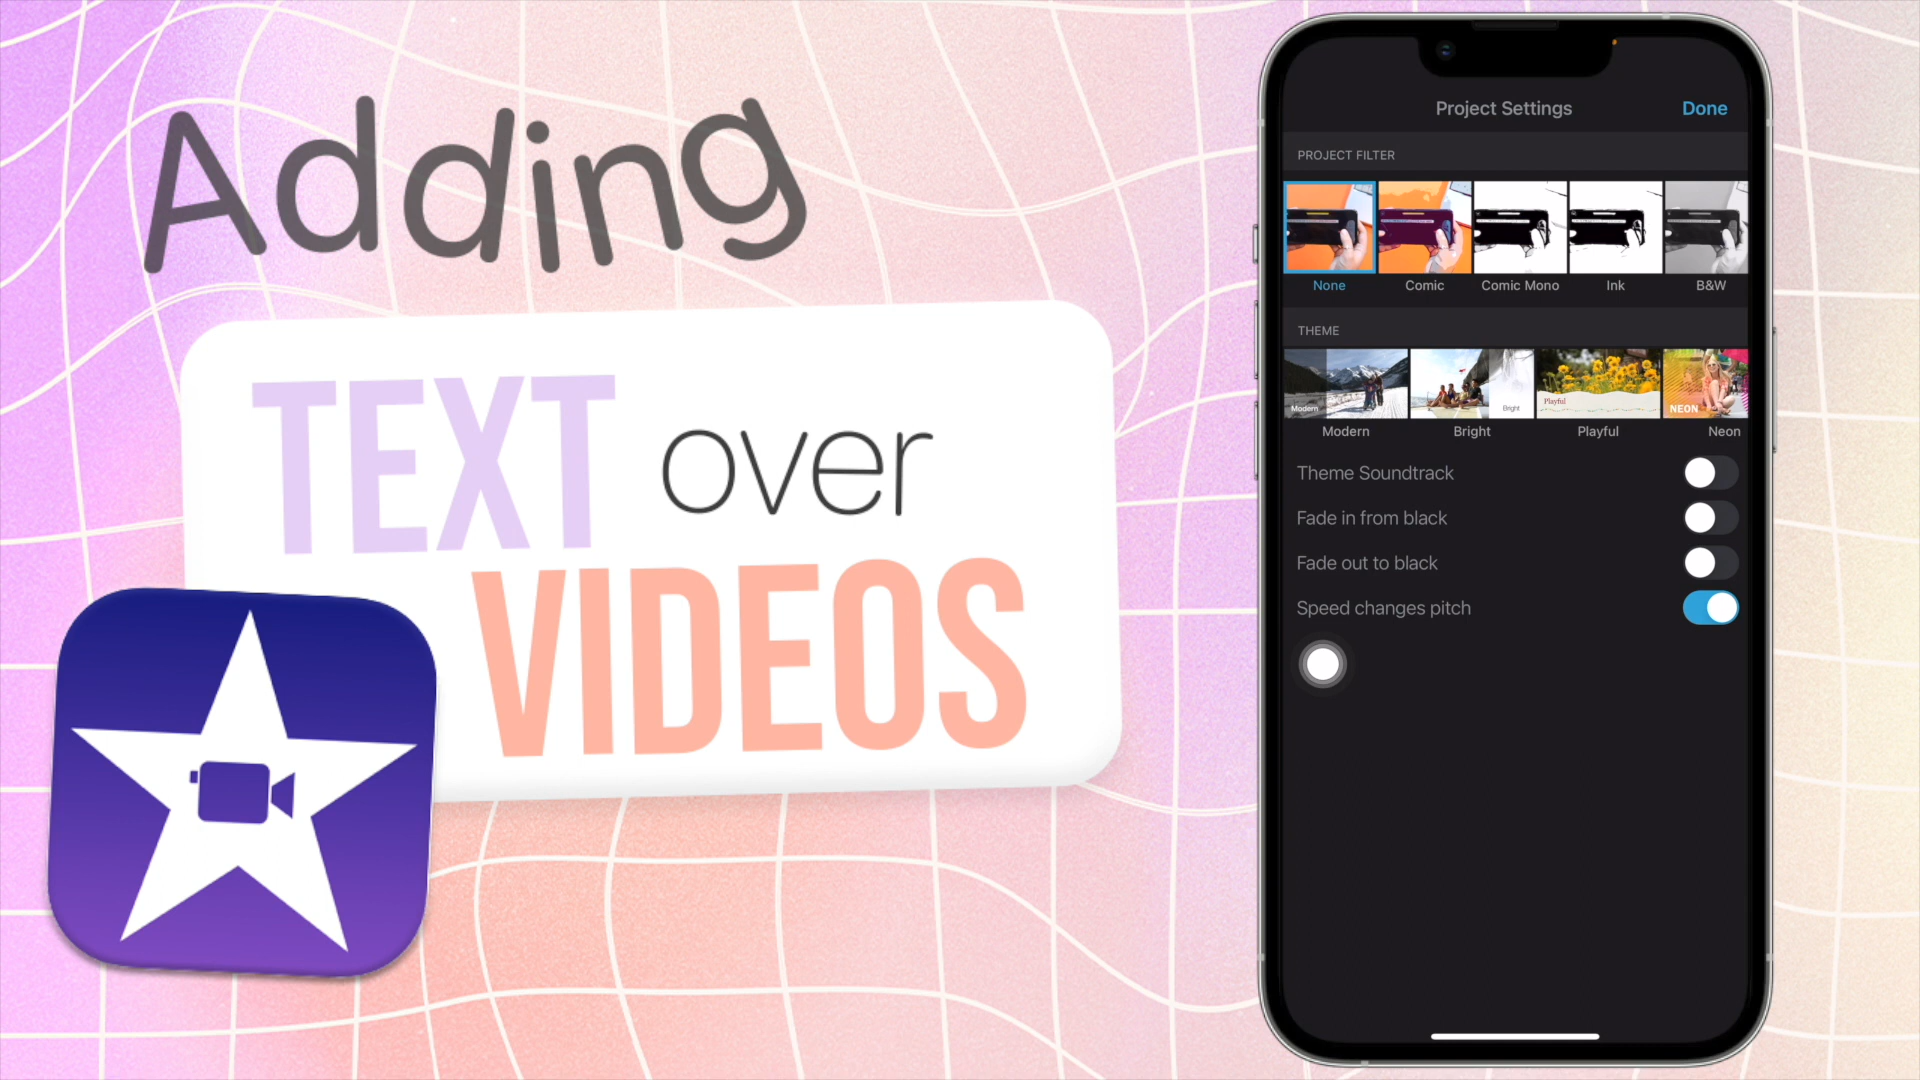 Adding
TEXT over
VIDEOS
Project Settings
Done
PROJECT FILTER
None
Comic
Comic Mono
Ink
B&W
THEME
Modern
Bright
Playful
NEON
Modern
Bright
Playful
Neon
Theme Soundtrack
Fade in from black
Fade out to black
Speed changes pitch